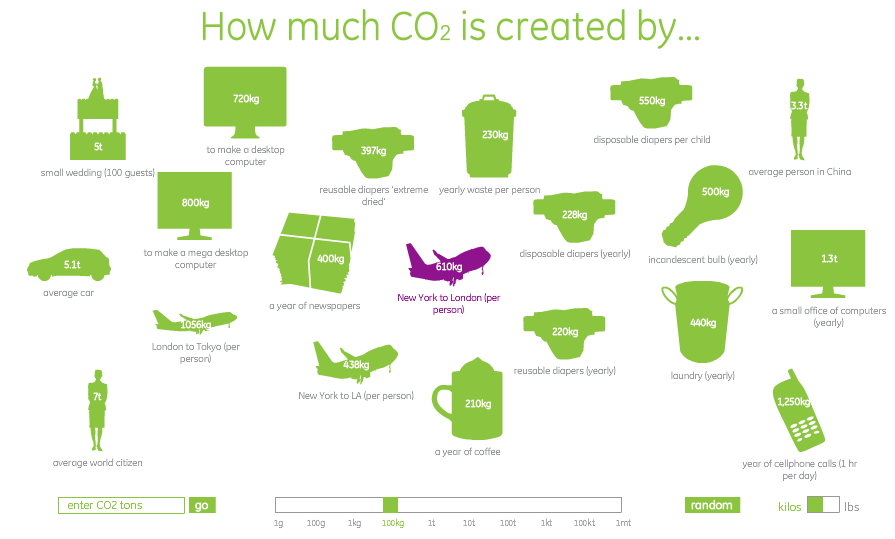 How much CO2 is created by...
5t
small wedding (100 guests)
720kg
to make a desktop
computer
397kg
reusable diapers 'extreme
dried'
230kg
yearly waste per person
550kg
disposable diapers per child
3.3t
average person in China
800kg
to make a mega desktop
computer
400kg
a year of newspapers
610kg
New York to London (per
person)
228kg
disposable diapers (yearly)
500kg
incandescent bulb (yearly)
1.3t
a small office of computers
(yearly)
5.1t
average car
1056kg
London to Tokyo (per
person)
438kg
New York to LA (per person)
220kg
reusable diapers (yearly)
440kg
laundry (yearly)
7t
average world citizen
210kg
a year of coffee
1,250kg
year of cellphone calls (1 hr
per day)
enter CO2 tons
go
1g 100g 1kg 100kg 1t 10t 100t 1kt 100kt 1mt
random
kilos
lbs